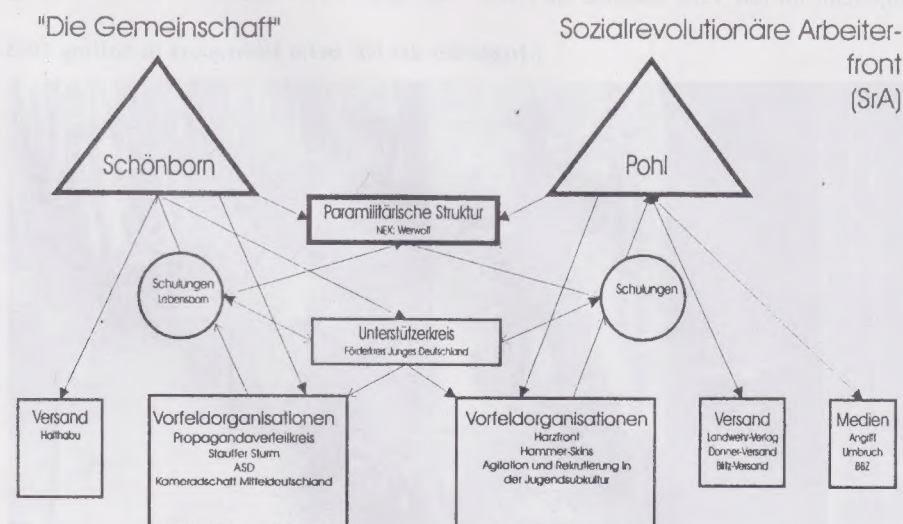 "Die Gemeinschaft"
Sozialrevolutionäre Arbeiter-
front
(SrA)
Schönborn
Pohl
Paramilitärische Struktur
NEK; Werwolf
Schulungen
Lebensborn
Schulungen
Unterstützerkreis
Förderkreis Junges Deutschland
Versand
Halthabu
Vorfeldorganisationen
Propagandaverteilkreis
Stauffer Sturm
ASD
Kameradschaft Mitteldeutschland
Vorfeldorganisationen
Harzfront
Hammer-Skins
Agitation und Rekrutierung in
der Jugendsubkultur
Versand
Landwehr-Verlag
Donner-Versand
Blitz-Versand
Medien
Angriff
Umbruch
BBZ